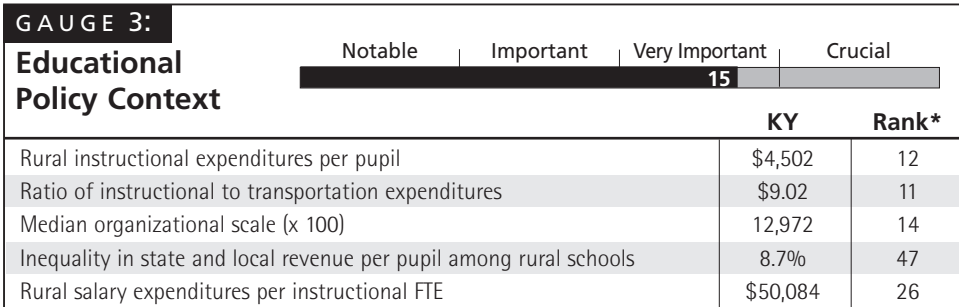 GAUGE 3:
Educational
Policy Context
Notable Important Very Important Crucial
15
KY Rank*
Rural instructional expenditures per pupil $4,502 12
Ratio of instructional to transportation expenditures $9.02 11
Median organizational scale (x 100) 12,972 14
Inequality in state and local revenue per pupil among rural schools 8.7% 47
Rural salary expenditures per instructional FTE $50,084 26